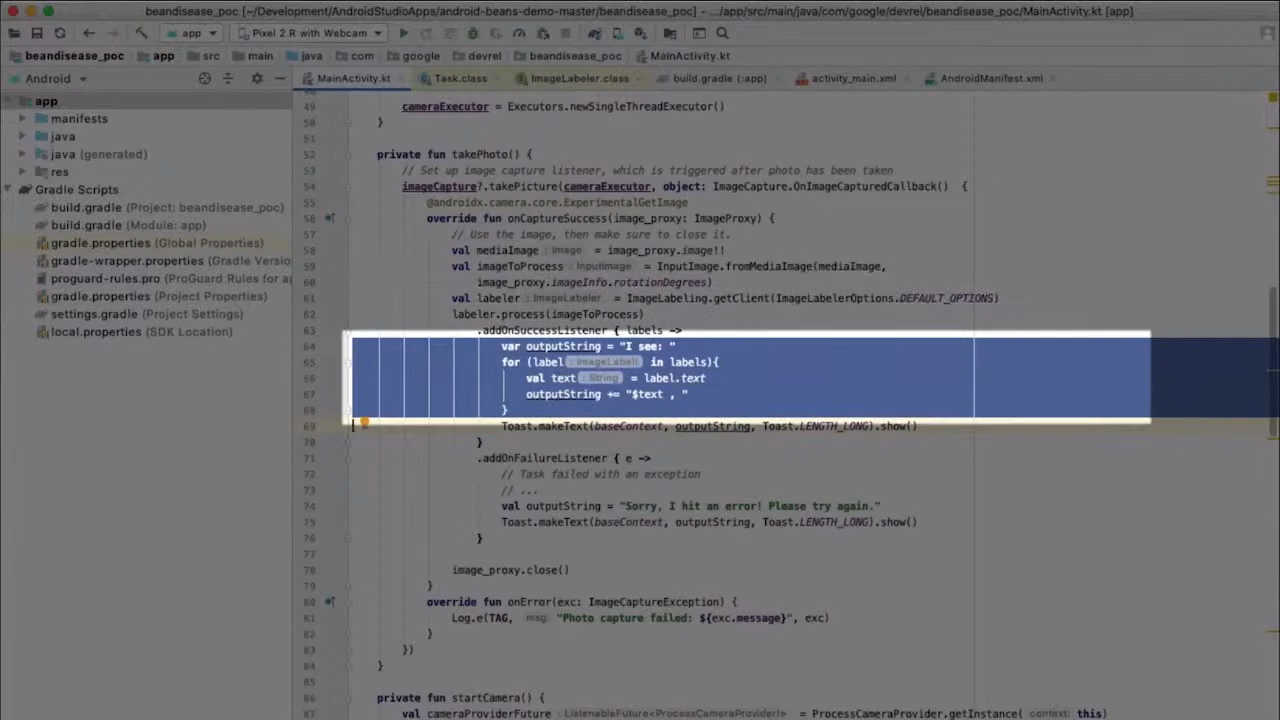 beandisease_poc [~/Development/AndroidStudioApps/android-beans-demo-master/beandisease_poc] - .../app/src/main/java/com/google/devrel/beandisease_poc/MainActivity.kt [app]
app Pixel 2 R with Webcam
beandisease_poc app src main java com google devrel beandisease_poc MainActivity.kt
Android MainActivity.kt Task.class ImageLabeler.class build.gradle (:app) activity_main.xml AndroidManifest.xml
app
manifests
java
java (generated)
res
Gradle Scripts
build.gradle (Project: beandisease_poc)
build.gradle (Module: app)
gradle.properties (Global Properties)
gradle-wrapper.properties (Gradle Versio
proguard-rules.pro (ProGuard Rules for ap
gradle.properties (Project Properties)
settings.gradle (Project Settings)
local.properties (SDK Location)
49 cameraExecutor = Executors.newSingleThreadExecutor()
50 }
51
52 private fun takePhoto() {
53 // Set up image capture listener, which is triggered after photo has been taken
54 imageCapture?.takePicture(cameraExecutor, object: ImageCapture.OnImageCapturedCallback() {
55 @androidx.camera.core.ExperimentalGetImage
56 override fun onCaptureSuccess(image_proxy: ImageProxy) {
57 // Use the image, then make sure to close it.
58 val mediaImage : Image = image_proxy.image!!
59 val imageToProcess : InputImage = InputImage.fromMediaImage(mediaImage,
60 image_proxy.imageInfo.rotationDegrees)
61 val labeler : ImageLabeler = ImageLabeling.getClient(ImageLabelerOptions.DEFAULT_OPTIONS)
62 labeler.process(imageToProcess)
63 .addOnSuccessListener { labels ->
64 var outputString = "I see: "
65 for (label : ImageLabel! in labels){
66 val text : String = label.text
67 outputString += "$text , "
68 }
69 Toast.makeText(baseContext, outputString, Toast.LENGTH_LONG).show()
70 }
71 .addOnFailureListener { e ->
72 // Task failed with an exception
73 // ...
74 val outputString = "Sorry, I hit an error! Please try again."
75 Toast.makeText(baseContext, outputString, Toast.LENGTH_LONG).show()
76 }
77
78 image_proxy.close()
79 }
80 override fun onError(exc: ImageCaptureException) {
81 Log.e(TAG, msg: "Photo capture failed: ${exc.message}", exc)
82 }
83 })
84 }
85
86 private fun startCamera() {
87 val cameraProviderFuture : ListenableFuture<ProcessCameraProvider!> = ProcessCameraProvider.getInstance( context: this)